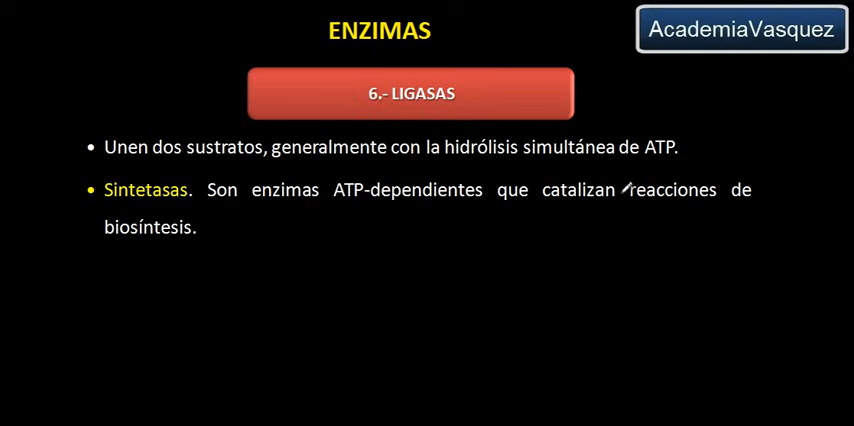 ENZIMAS
AcademiaVasquez
6.- LIGASAS
• Unen dos sustratos, generalmente con la hidrólisis simultánea de ATP.
• Sintetasas. Son enzimas ATP-dependientes que catalizan reacciones de
biosíntesis.